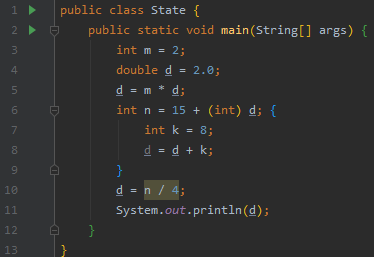 1 public class State {
2 public static void main(String[] args) {
3 int m = 2;
4 double d = 2.0;
5 d = m * d;
6 int n = 15 + (int) d; {
7 int k = 8;
8 d = d + k;
9 }
10 d = n / 4;
11 System.out.println(d);
12 }
13 }